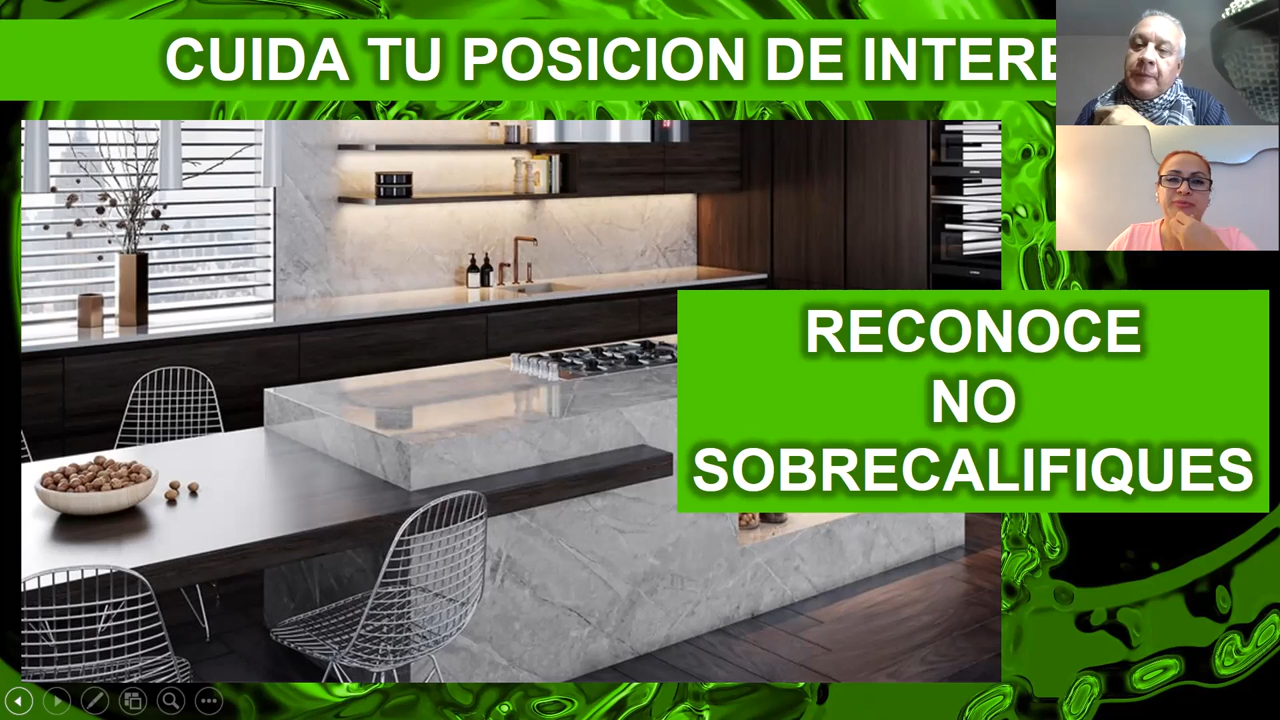 CUIDA TU POSICION DE INTERE
RECONOCE
NO
SOBRECALIFIQUES